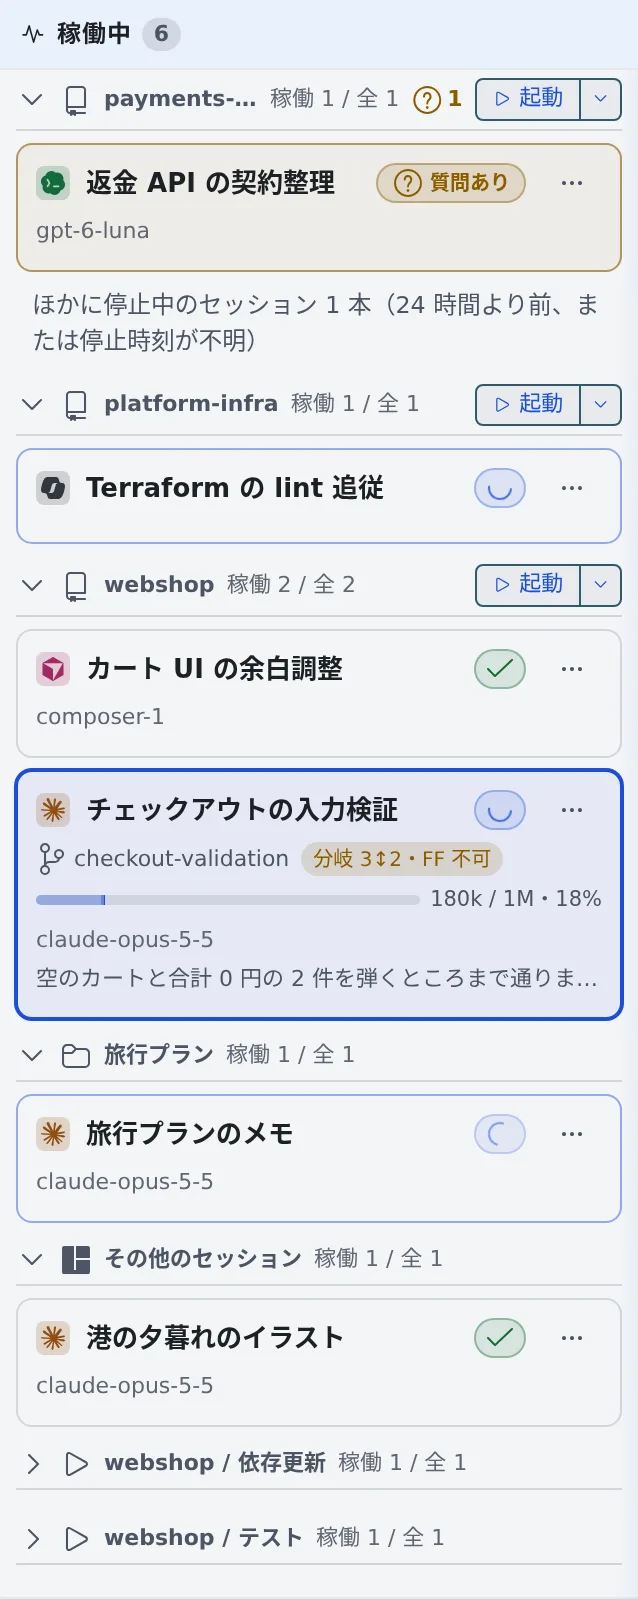 稼働中 6
payments-… 稼働 1 / 全 1 ? 1 起動
返金 API の契約整理 ? 質問あり …
gpt-6-luna
ほかに停止中のセッション 1 本（24 時間より前、ま
たは停止時刻が不明）
platform-infra 稼働 1 / 全 1 起動
Terraform の lint 追従 …
webshop 稼働 2 / 全 2 起動
カート UI の余白調整 …
composer-1
チェックアウトの入力検証 …
checkout-validation 分岐 3↕2・FF 不可
180k / 1M・18%
claude-opus-5-5
空のカートと合計 0 円の 2 件を弾くところまで通りま…
旅行プラン 稼働 1 / 全 1
旅行プランのメモ …
claude-opus-5-5
その他のセッション 稼働 1 / 全 1
港の夕暮れのイラスト …
claude-opus-5-5
webshop / 依存更新 稼働 1 / 全 1
webshop / テスト 稼働 1 / 全 1